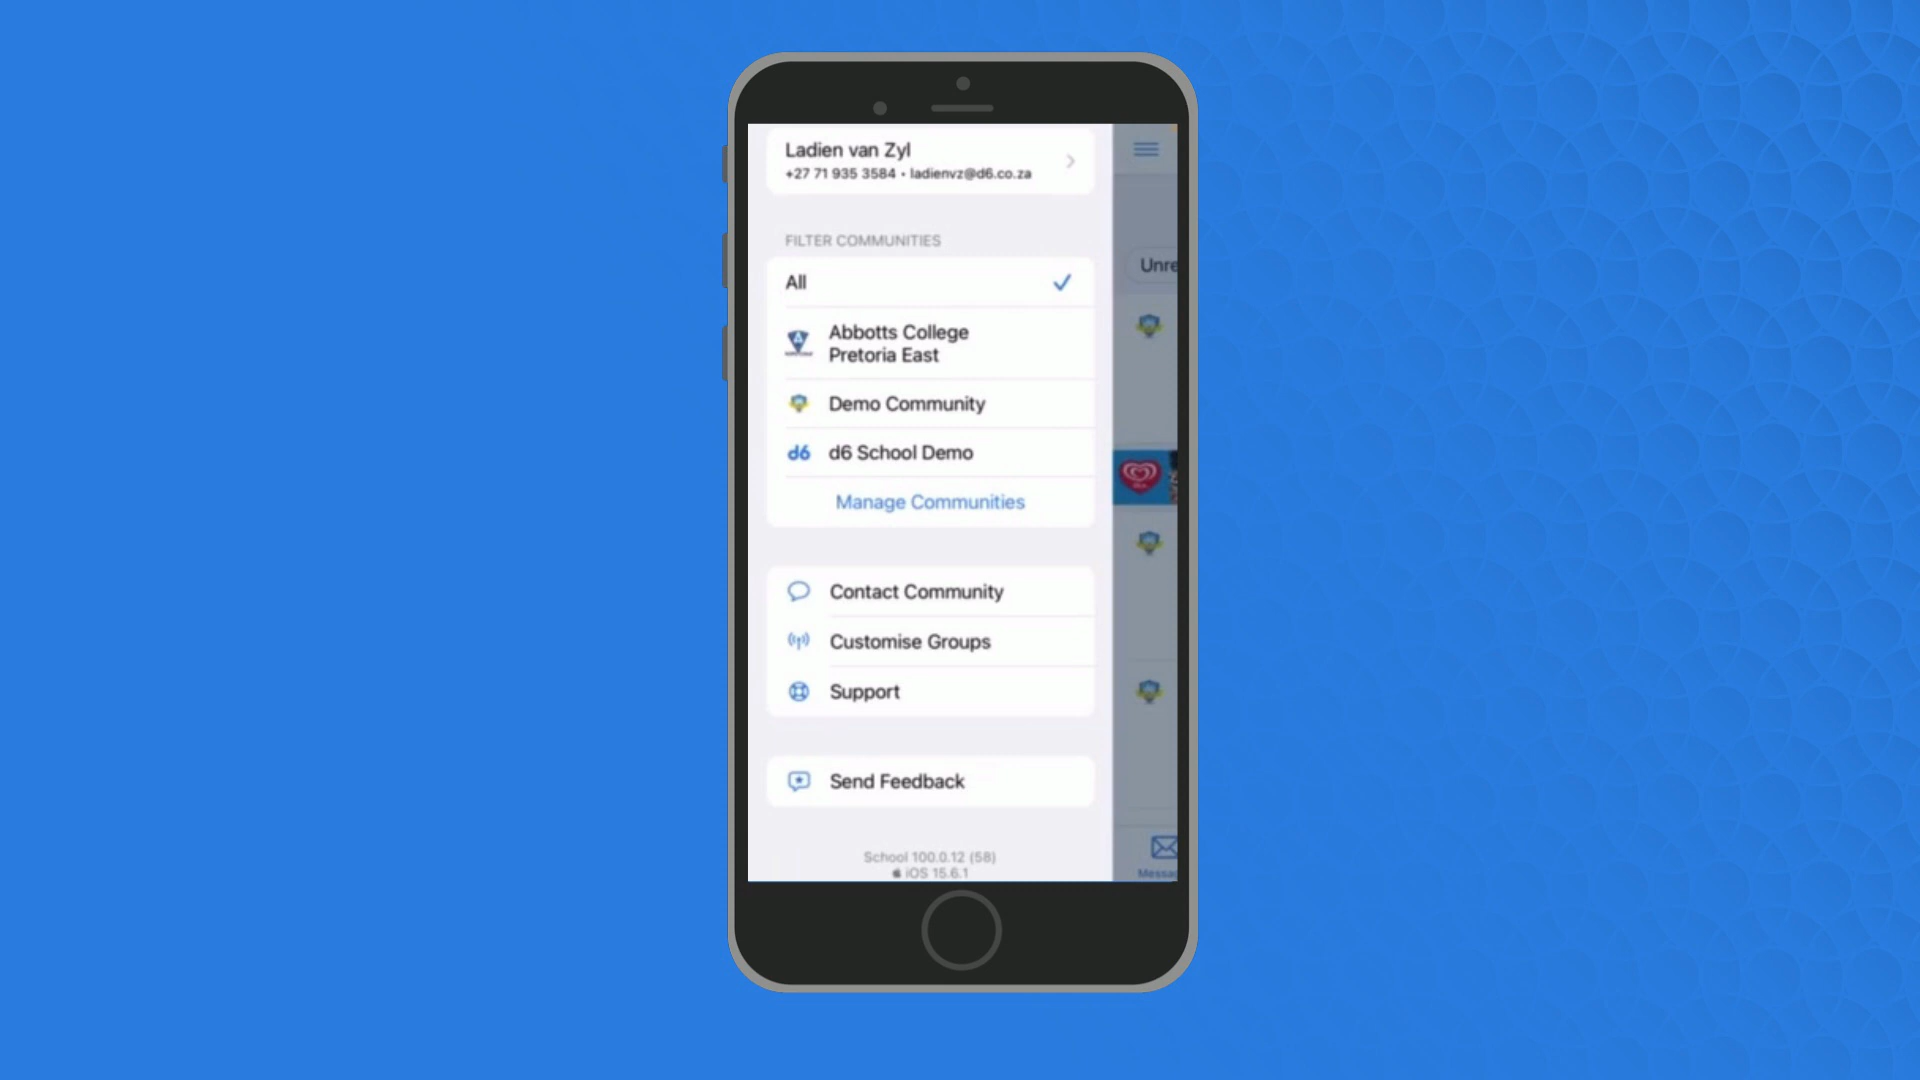 Ladien van Zyl
+27 71 935 3584 • ladienvz@d6.co.za
FILTER COMMUNITIES
All
Unre
Abbotts College
Pretoria East
Demo Community
d6 d6 School Demo
Manage Communities
Contact Community
Customise Groups
Support
Send Feedback
School 100.0.12 (58)
iOS 15.6.1
Messa